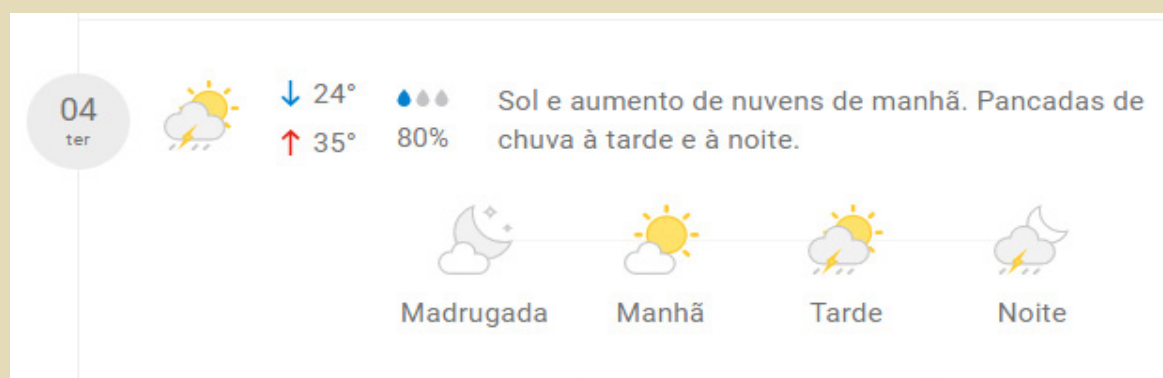 04
ter
↓ 24°
↑ 35°
80%
Sol e aumento de nuvens de manhã. Pancadas de
chuva à tarde e à noite.
Madrugada Manhã Tarde Noite